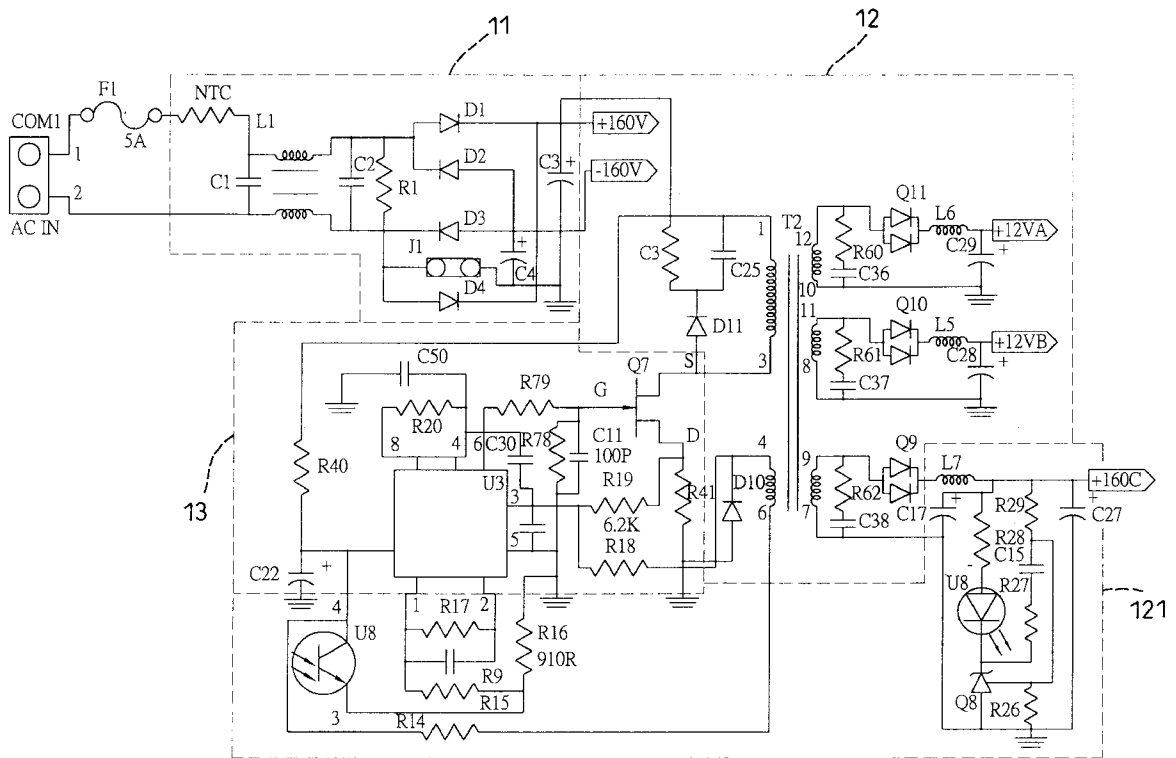 11
12
F1
NTC
COM1
5A
L1
D1
+160V
1
C2
D2
C3
+
-160V
2
C1
R1
D3
Q11
AC IN
J1
+
C4
1
T2
12
L6
+12VA
C3
C25
R60
C29
+
D4
C36
10
11
Q10
D11
L5
+12VB
C50
R61
C28
+
Q7
S
3
8
C37
R79
G
R20
8
4
6
C30
R78
C11
100P
D
4
9
Q9
L7
+160C
R40
U3
3
R19
R41
D10
R62
C17
+
R29
+
C27
13
6.2K
6
7
C38
R28
5
R18
C15
C22
+
-
R27
U8
121
4
1
R17
2
U8
R16
910R
R9
R15
Q8
R26
3
R14